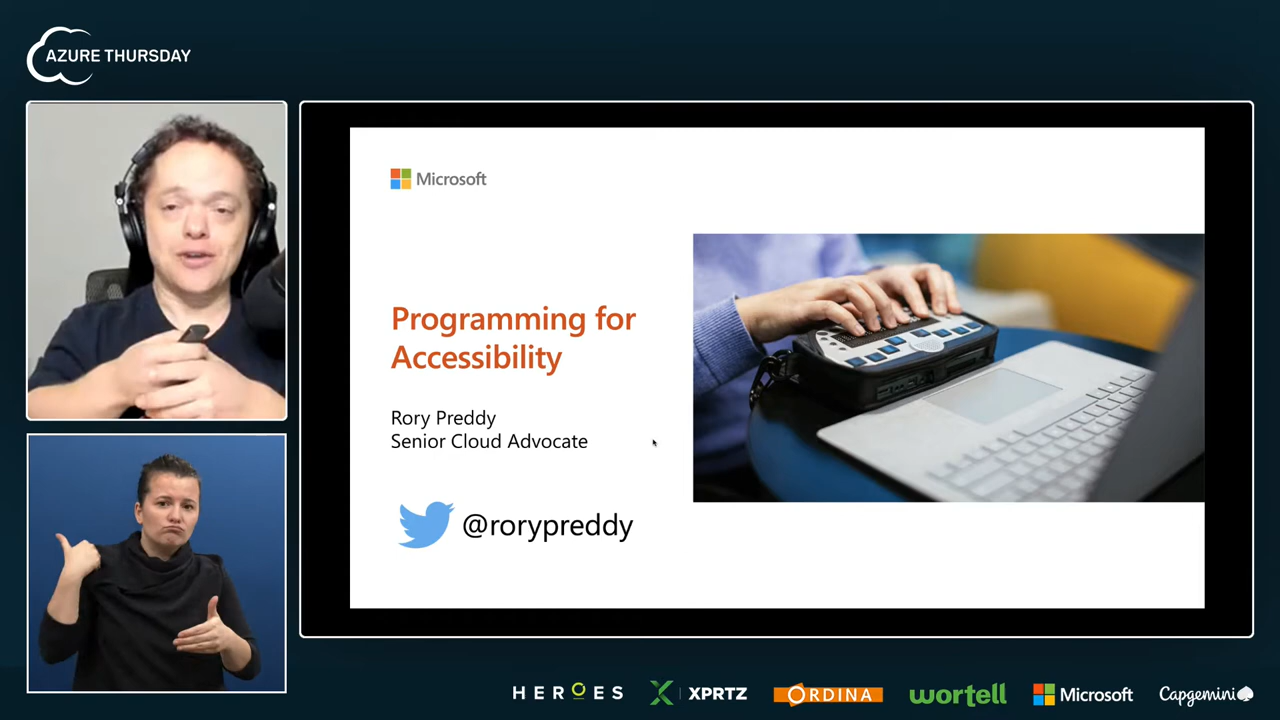 AZURE THURSDAY
Microsoft
Programming for
Accessibility
Rory Preddy
Senior Cloud Advocate
@rorypreddy
HEROES
XPRTZ
ORDINA
wortell
Microsoft
Capgemini